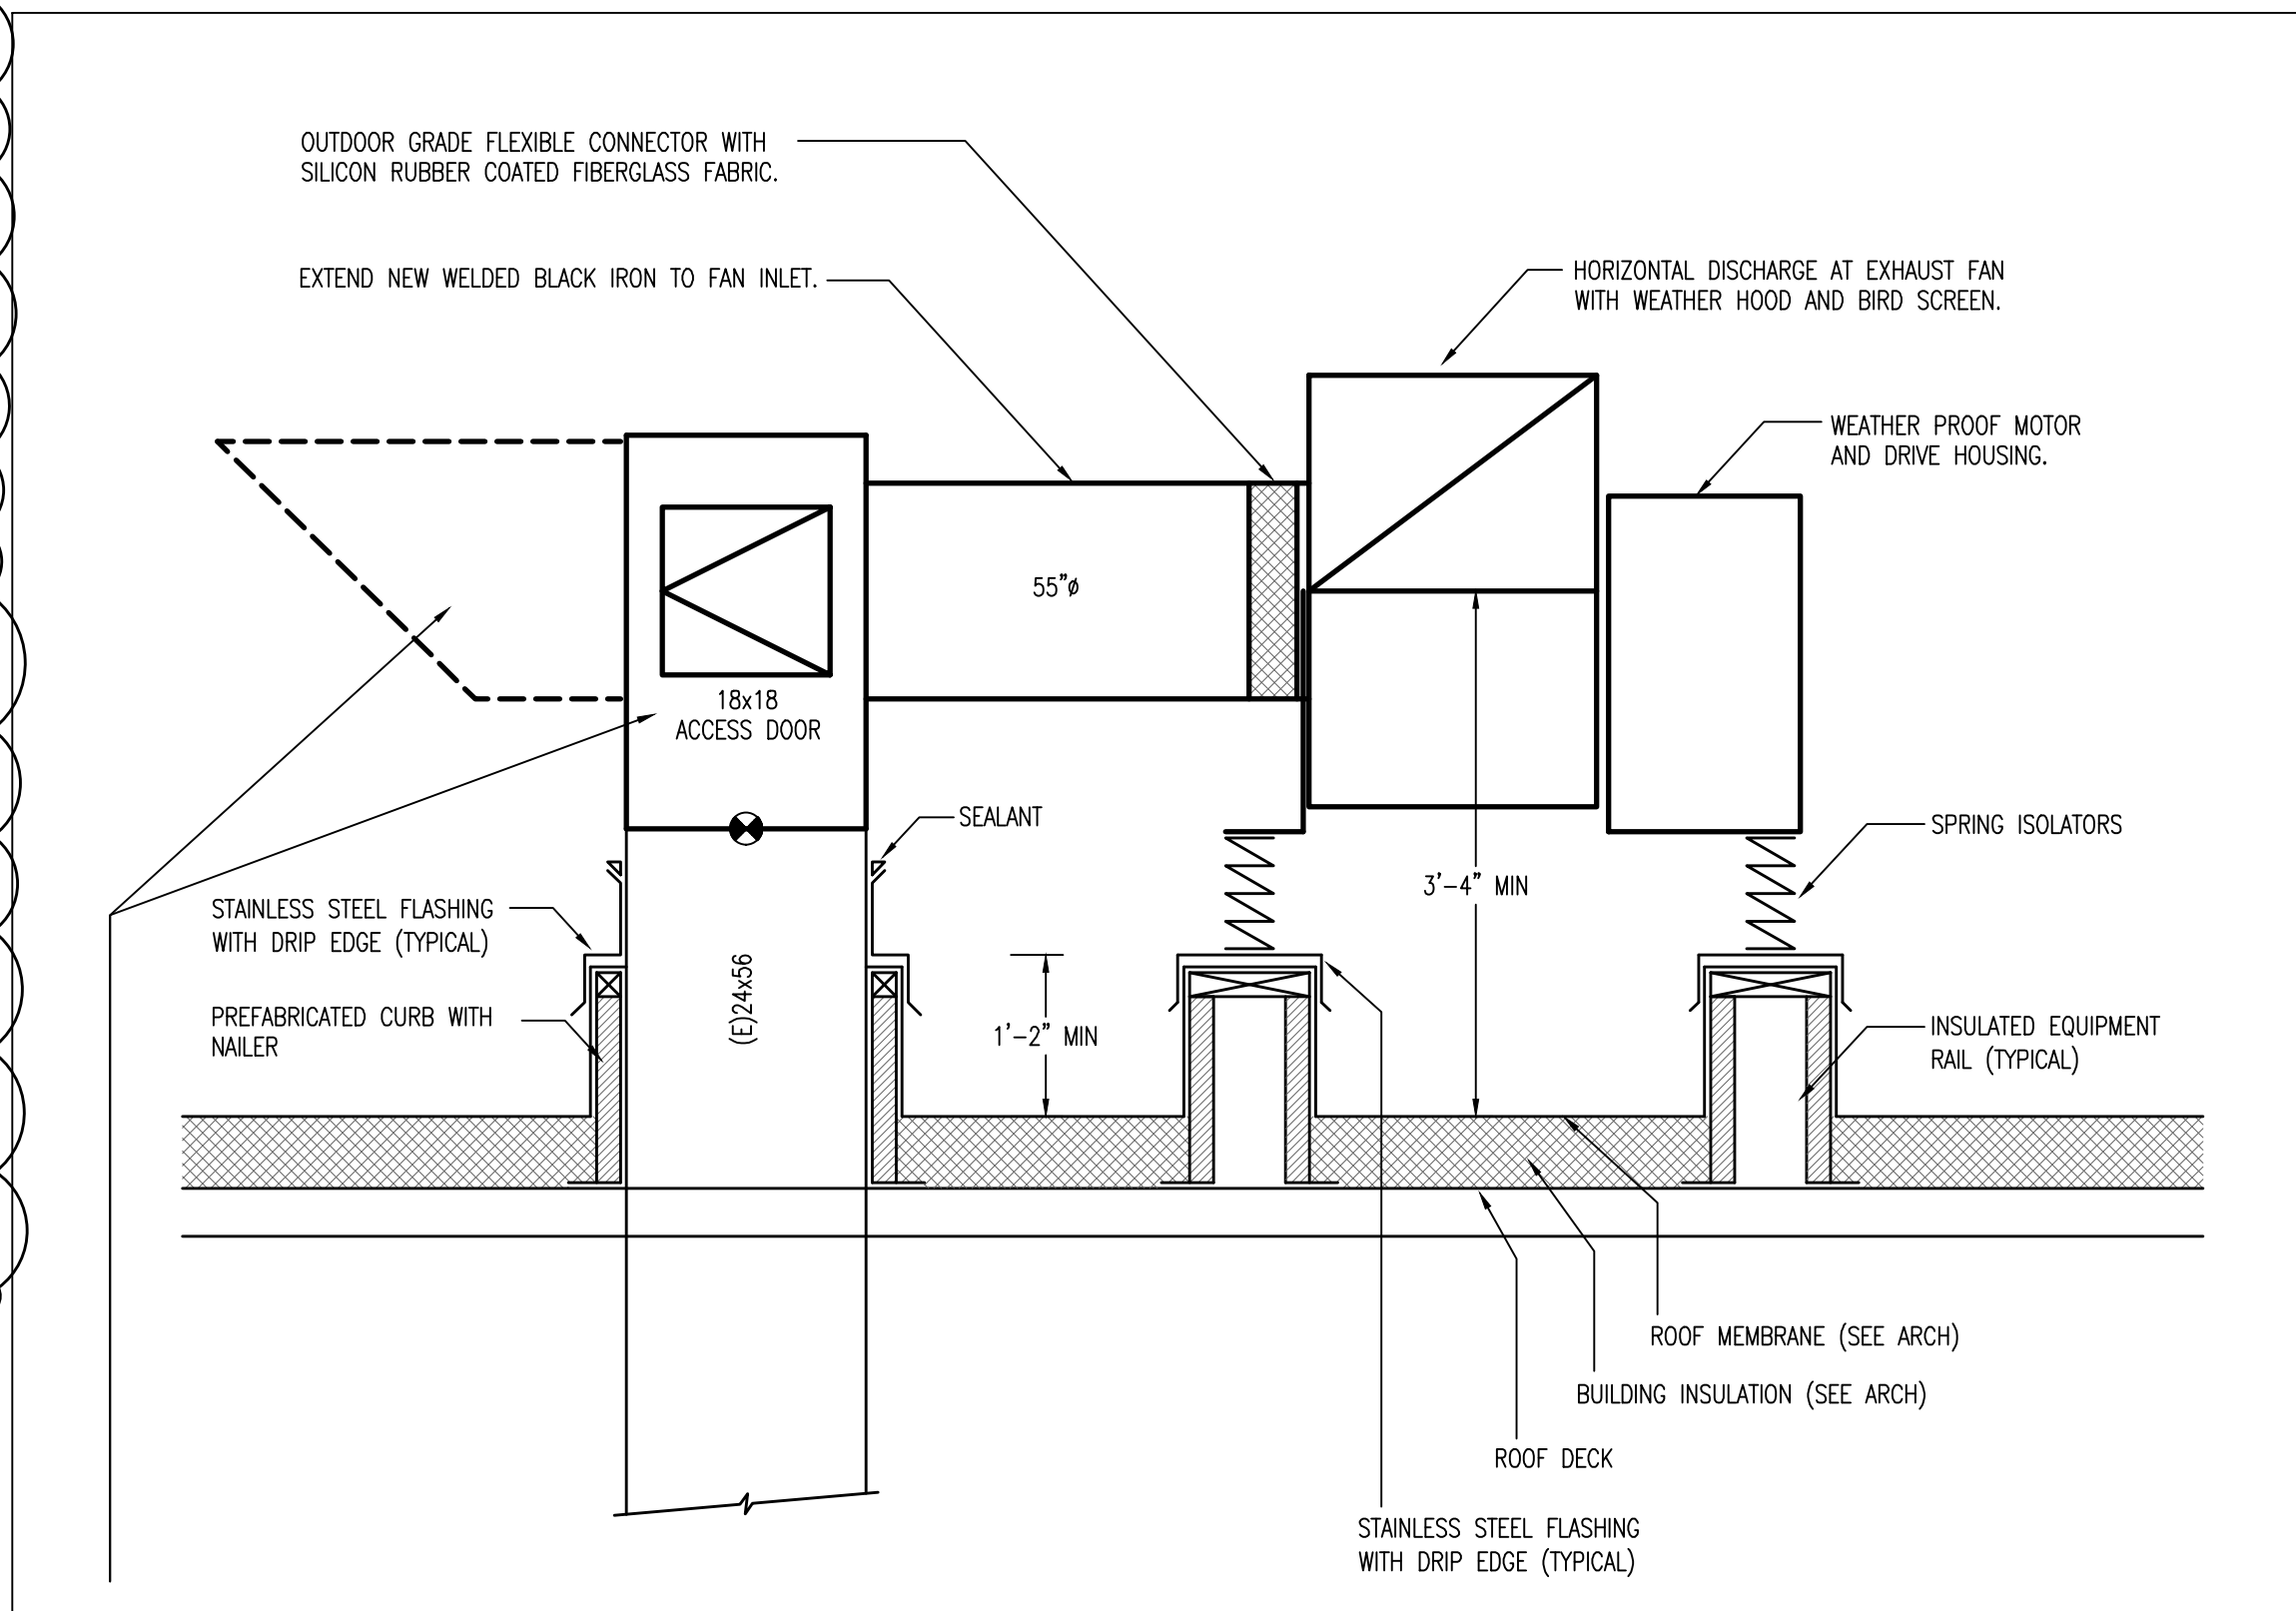 OUTDOOR GRADE FLEXIBLE CONNECTOR WITH
SILICON RUBBER COATED FIBERGLASS FABRIC.
EXTEND NEW WELDED BLACK IRON TO FAN INLET.
HORIZONTAL DISCHARGE AT EXHAUST FAN
WITH WEATHER HOOD AND BIRD SCREEN.
WEATHER PROOF MOTOR
AND DRIVE HOUSING.
55"ø
18x18
ACCESS DOOR
SEALANT
SPRING ISOLATORS
3'-4" MIN
STAINLESS STEEL FLASHING
WITH DRIP EDGE (TYPICAL)
(E)24x56
PREFABRICATED CURB WITH
NAILER
1'-2" MIN
INSULATED EQUIPMENT
RAIL (TYPICAL)
ROOF MEMBRANE (SEE ARCH)
BUILDING INSULATION (SEE ARCH)
ROOF DECK
STAINLESS STEEL FLASHING
WITH DRIP EDGE (TYPICAL)